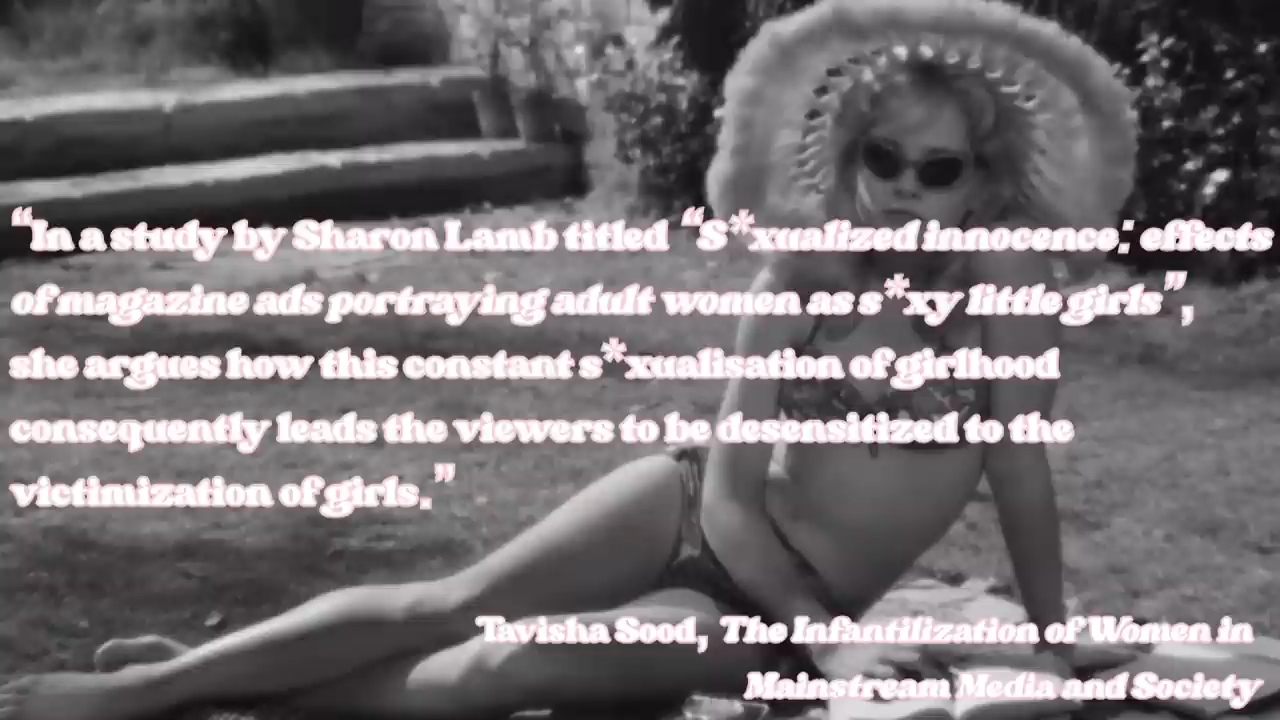 “In a study by Sharon Lamb titled “S*xualized innocence: effects
of magazine ads portraying adult women as s*xy little girls”,
she argues how this constant s*xualisation of girlhood
consequently leads the viewers to be desensitized to the
victimization of girls.”
Tavisha Sood, The Infantilization of Women in
Mainstream Media and Society